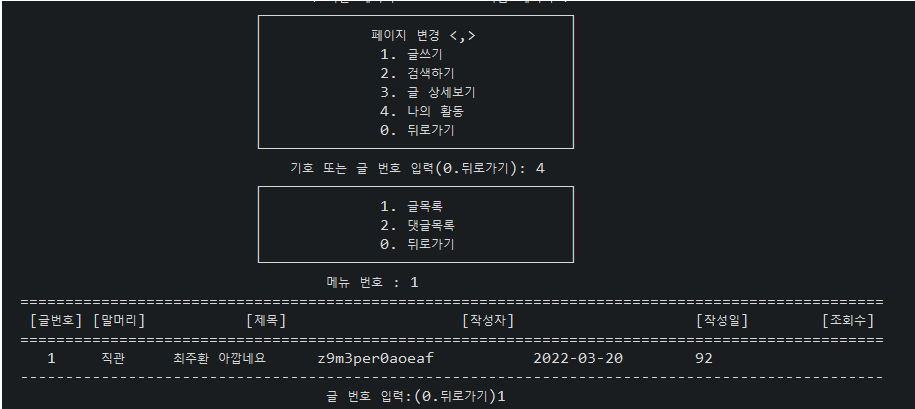 페이지 변경 <,>
1. 글쓰기
2. 검색하기
3. 글 상세보기
4. 나의 활동
0. 뒤로가기
기호 또는 글 번호 입력(0.뒤로가기): 4
1. 글목록
2. 댓글목록
0. 뒤로가기
메뉴 번호 : 1
[글번호] [말머리] [제목] [작성자] [작성일] [조회수]
1 직관 최주환 아깝네요 z9m3per0aoeaf 2022-03-20 92
글 번호 입력:(0.뒤로가기)1